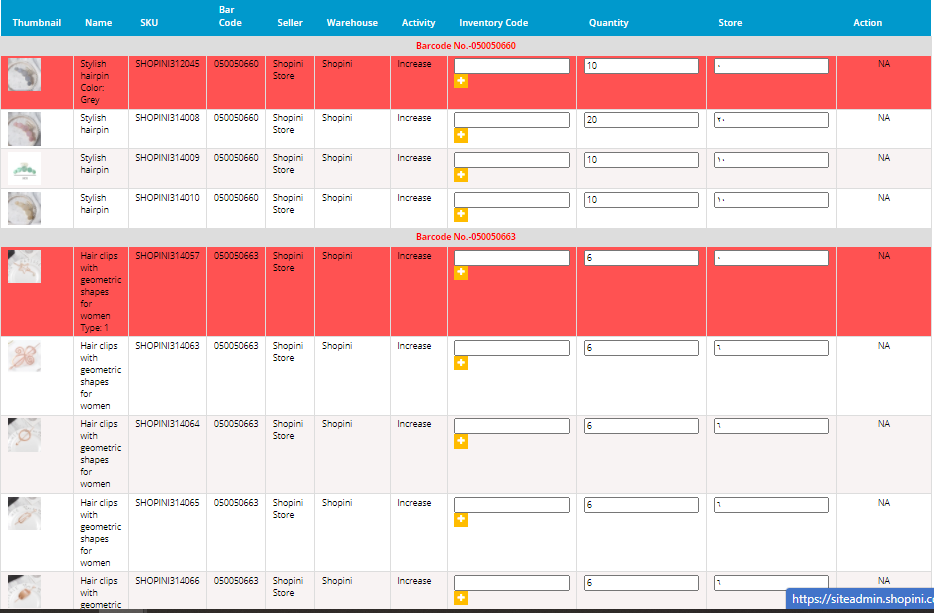 Thumbnail Name SKU Bar Code Seller Warehouse Activity Inventory Code Quantity Store Action
Barcode No.-050050660
Stylish hairpin Color: Grey SHOPINI312045 050050660 Shopini Store Shopini Increase 10 ٠ NA
Stylish hairpin SHOPINI314008 050050660 Shopini Store Shopini Increase 20 ٢٠ NA
Stylish hairpin SHOPINI314009 050050660 Shopini Store Shopini Increase 10 ١٠ NA
Stylish hairpin SHOPINI314010 050050660 Shopini Store Shopini Increase 10 ١٠ NA
Barcode No.-050050663
Hair clips with geometric shapes for women Type: 1 SHOPINI314057 050050663 Shopini Store Shopini Increase 6 ٠ NA
Hair clips with geometric shapes for women SHOPINI314063 050050663 Shopini Store Shopini Increase 6 ٦ NA
Hair clips with geometric shapes for women SHOPINI314064 050050663 Shopini Store Shopini Increase 6 ٦ NA
Hair clips with geometric shapes for women SHOPINI314065 050050663 Shopini Store Shopini Increase 6 ٦ NA
Hair clips with geometric SHOPINI314066 050050663 Shopini Store Shopini Increase 6 ٦ NA
https://siteadmin.shopini.c